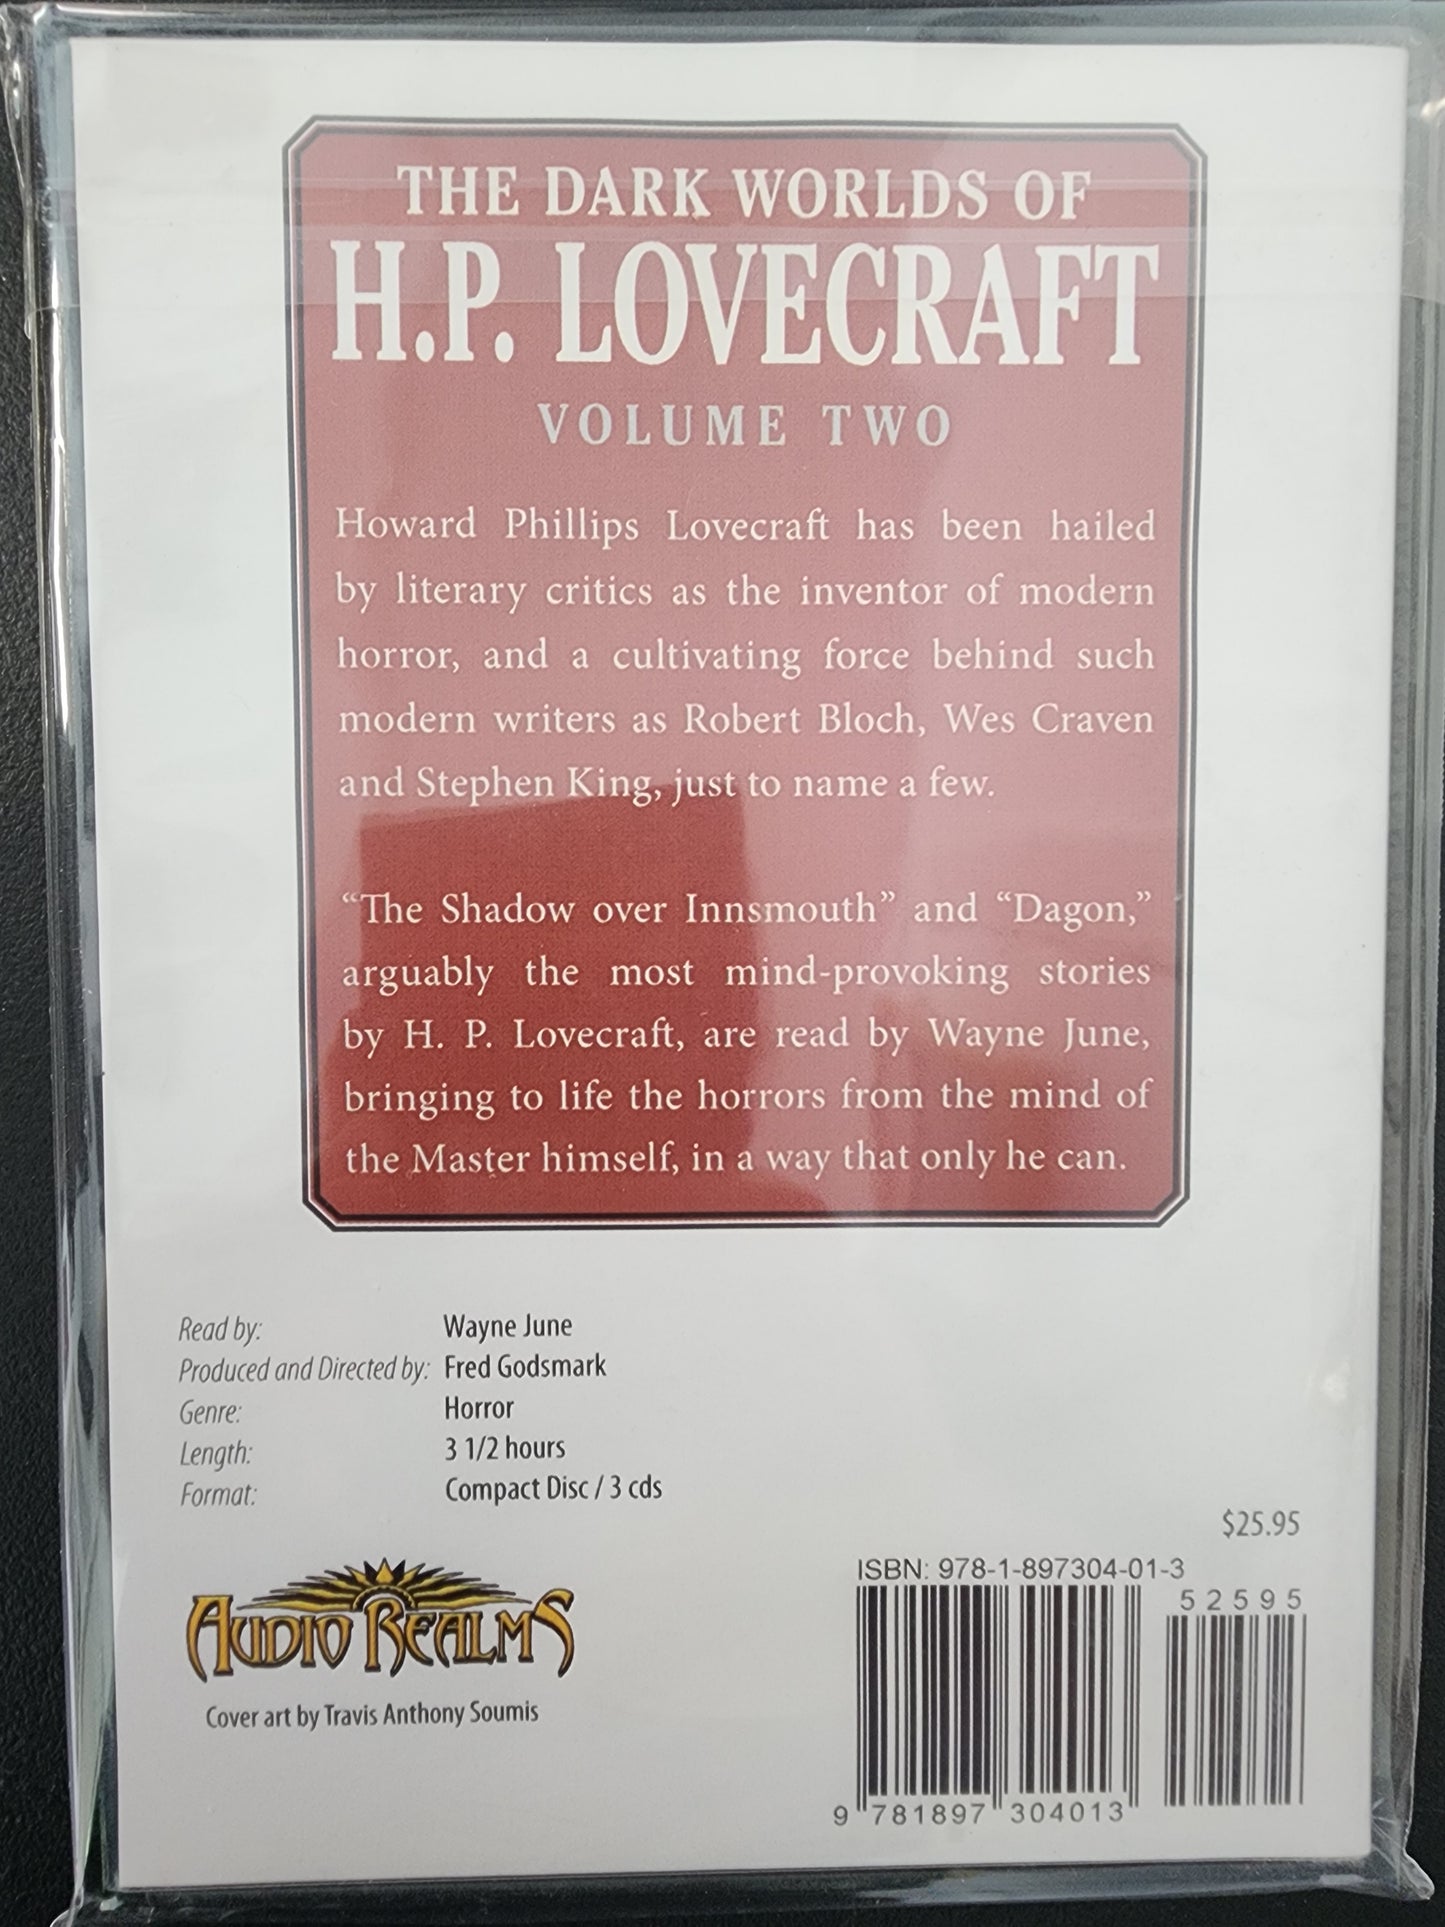 THE DARK WORLDS OF
H.P. LOVECRAFT
VOLUME TWO
Howard Phillips Lovecraft has been hailed
by literary critics as the inventor of modern
horror, and a cultivating force behind such
modern writers as Robert Bloch, Wes Craven
and Stephen King, just to name a few.
“The Shadow over Innsmouth” and “Dagon,”
arguably the most mind-provoking stories
by H. P. Lovecraft, are read by Wayne June,
bringing to life the horrors from the mind of
the Master himself, in a way that only he can.
Read by: Wayne June
Produced and Directed by: Fred Godsmark
Genre: Horror
Length: 3 1/2 hours
Format: Compact Disc / 3 cds
AUDIO REALMS
Cover art by Travis Anthony Soumis
$25.95
ISBN: 978-1-897304-01-3
52595
9 781897 304013